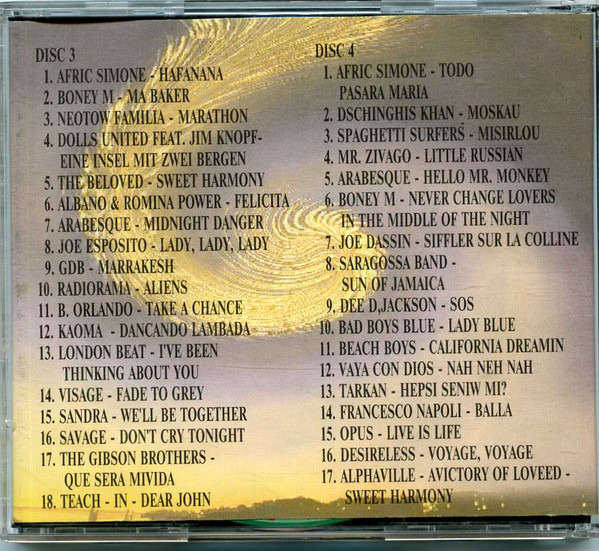 DISC 3
1. AFRIC SIMONE - HAFANANA
2. BONEY M - MA BAKER
3. NEOTOW FAMILIA - MARATHON
4. DOLLS UNITED FEAT. JIM KNOPF-
EINE INSEL MIT ZWEI BERGEN
5. THE BELOVED - SWEET HARMONY
6. ALBANO & ROMINA POWER - FELICITA
7. ARABESQUE - MIDNIGHT DANGER
8. JOE ESPOSITO - LADY, LADY, LADY
9. GDB - MARRAKESH
10. RADIORAMA - ALIENS
11. B. ORLANDO - TAKE A CHANCE
12. KAOMA - DANCANDO LAMBADA
13. LONDON BEAT - I'VE BEEN
THINKING ABOUT YOU
14. VISAGE - FADE TO GREY
15. SANDRA - WE'LL BE TOGETHER
16. SAVAGE - DON'T CRY TONIGHT
17. THE GIBSON BROTHERS -
QUE SERA MIVIDA
18. TEACH - IN - DEAR JOHN
DISC 4
1. AFRIC SIMONE - TODO
PASARA MARIA
2. DSCHINGHIS KHAN - MOSKAU
3. SPAGHETTI SURFERS - MISIRLOU
4. MR. ZIVAGO - LITTLE RUSSIAN
5. ARABESQUE - HELLO MR. MONKEY
6. BONEY M - NEVER CHANGE LOVERS
IN THE MIDDLE OF THE NIGHT
7. JOE DASSIN - SIFFLER SUR LA COLLINE
8. SARAGOSSA BAND -
SUN OF JAMAICA
9. DEE D,JACKSON - SOS
10. BAD BOYS BLUE - LADY BLUE
11. BEACH BOYS - CALIFORNIA DREAMIN
12. VAYA CON DIOS - NAH NEH NAH
13. TARKAN - HEPSI SENIW MI?
14. FRANCESCO NAPOLI - BALLA
15. OPUS - LIVE IS LIFE
16. DESIRELESS - VOYAGE, VOYAGE
17. ALPHAVILLE - AVICTORY OF LOVEED -
SWEET HARMONY